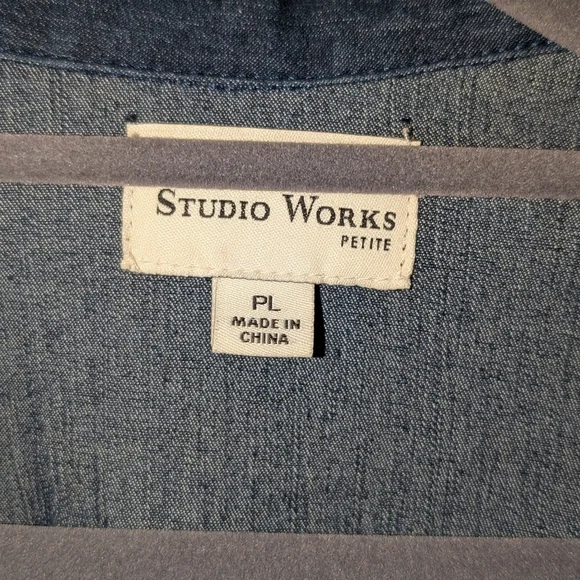 STUDIO WORKS
PETITE
PL
MADE IN
CHINA